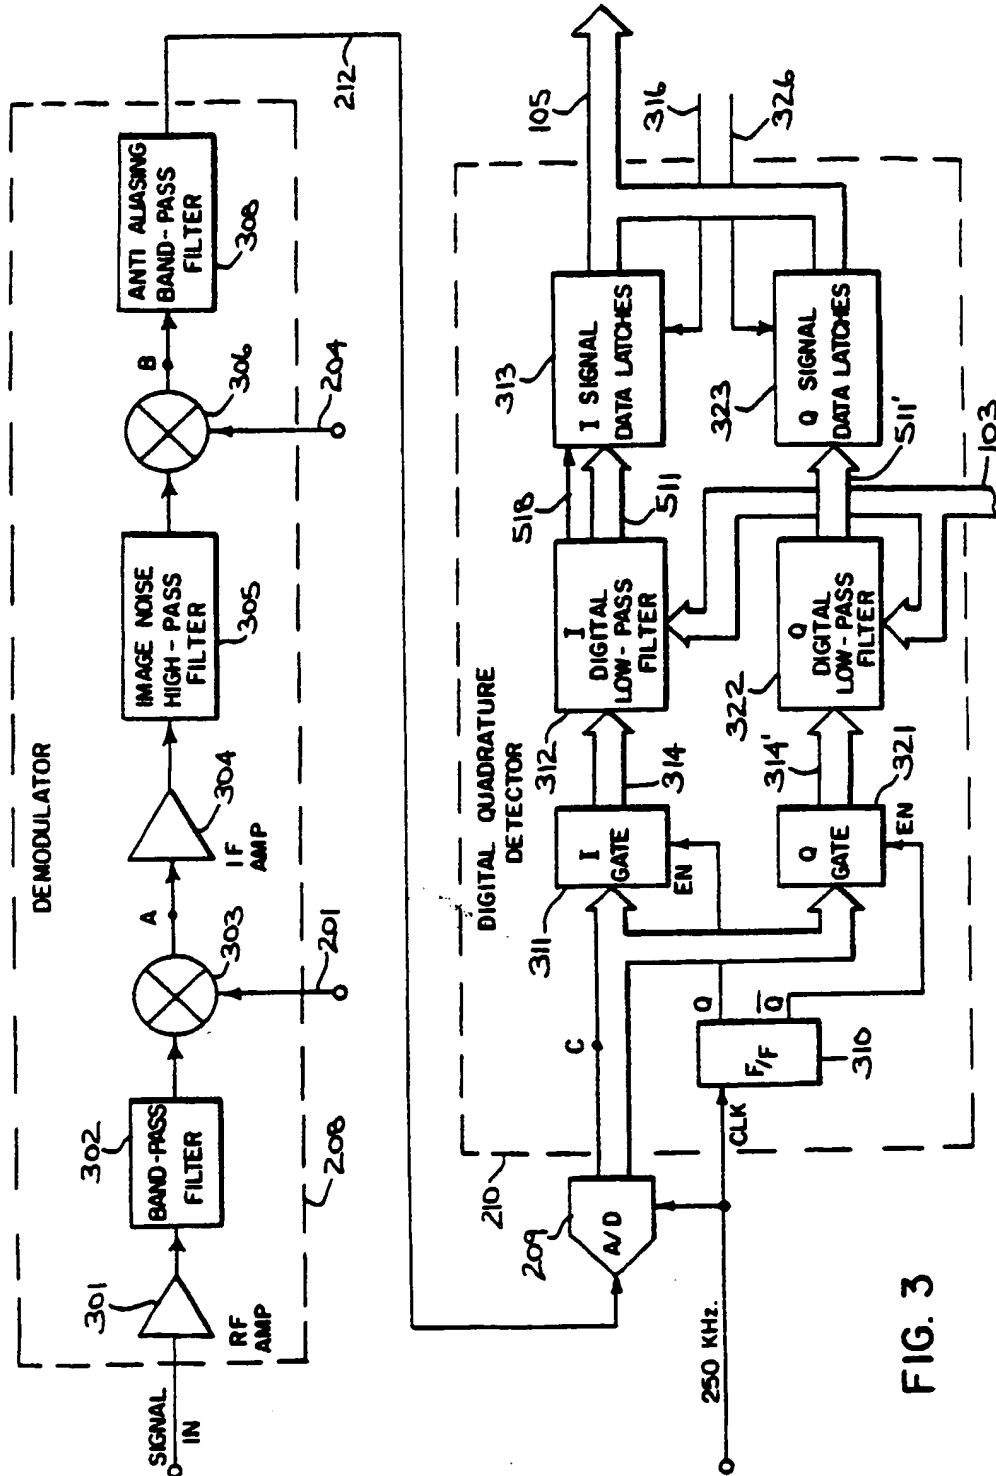 DEMODULATOR
SIGNAL
IN
301
RF
AMP
302
BAND-PASS
FILTER
208
303
201
A
304
IF
AMP
IMAGE NOISE
HIGH-PASS
FILTER
305
306
204
B
ANTI ALIASING
BAND-PASS
FILTER
308
212
DIGITAL QUADRATURE
DETECTOR
210
209
A/D
250 KHz.
C
CLK
F/F
310
Q
Q̅
311
I
GATE
EN
314
Q
GATE
EN
321
314'
312
I
DIGITAL
LOW-PASS
FILTER
322
Q
DIGITAL
LOW-PASS
FILTER
518
511
511'
103
313
I SIGNAL
DATA LATCHES
323
Q SIGNAL
DATA LATCHES
105
316
326
FIG. 3